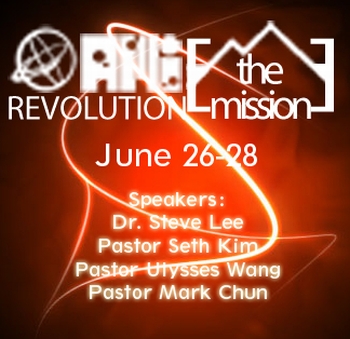 REVOLUTION
the
mission
June 26-28
Speakers:
Dr. Steve Lee
Pastor Seth Kim
Pastor Ulysses Wang
Pastor Mark Chun